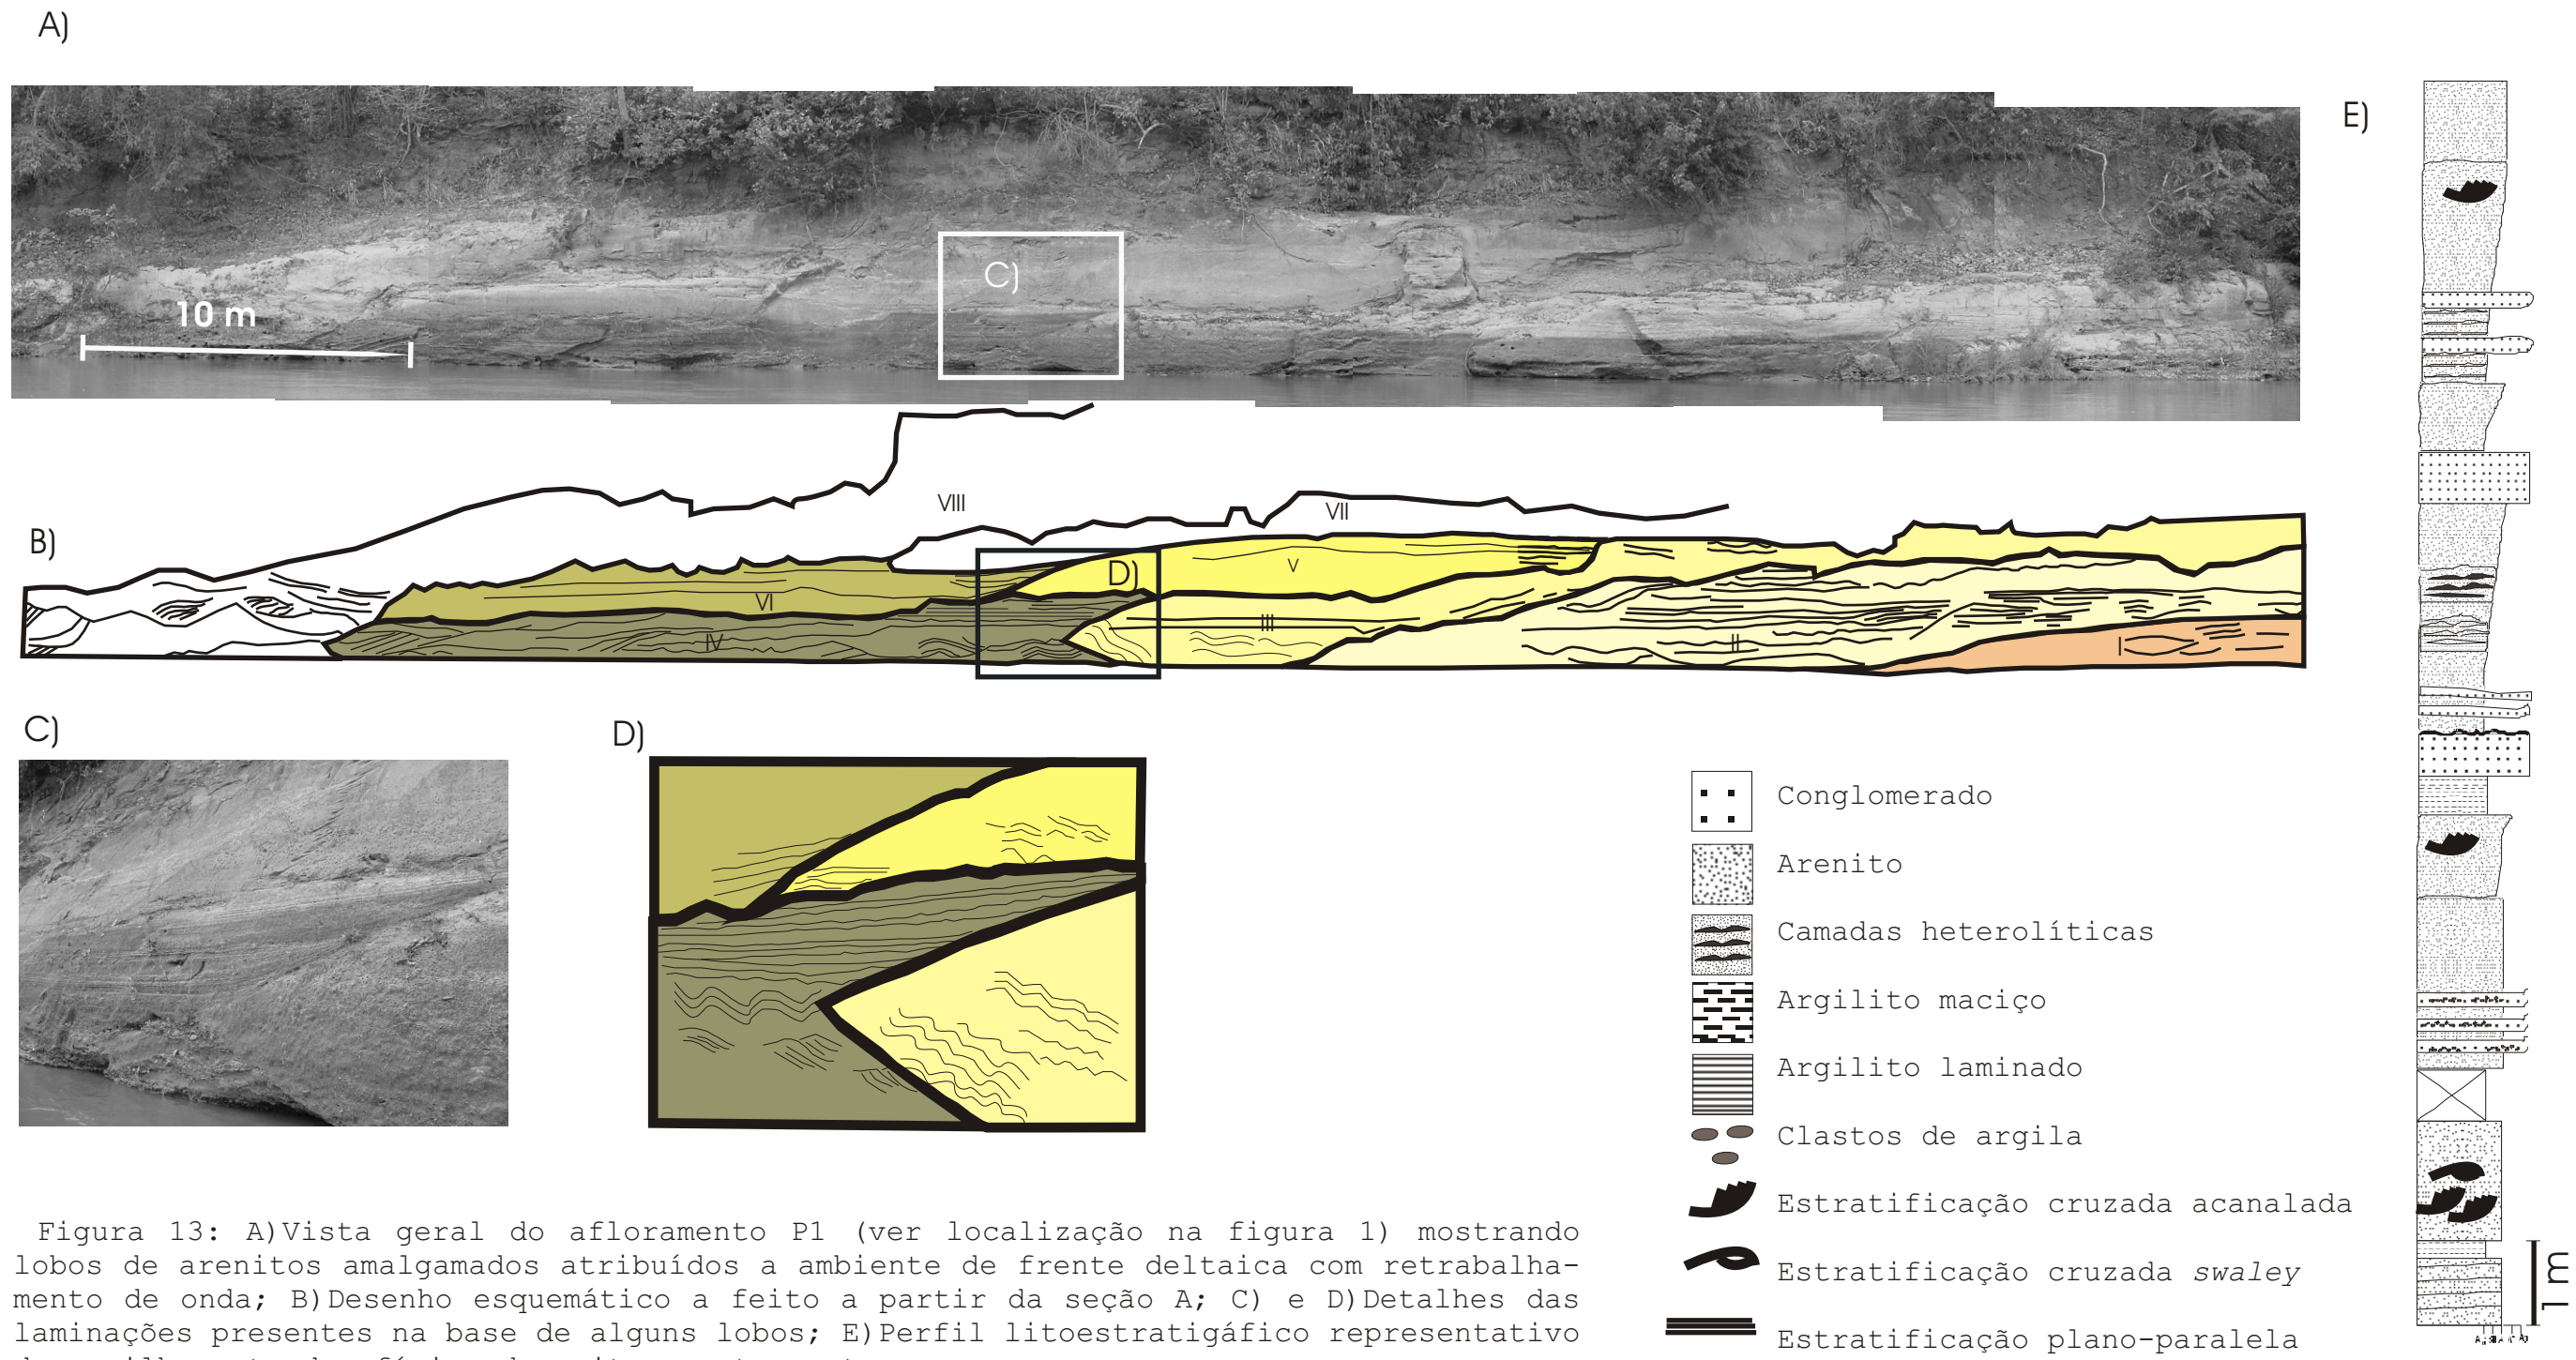 A)
E)
10 m
C)
VIII
VII
B)
D)
V
VI
III
IV
II
I
C)
D)
Conglomerado
Arenito
Camadas heterolíticas
Argilito maciço
Argilito laminado
Clastos de argila
Estratificação cruzada acanalada
Estratificação cruzada swaley
Estratificação plano-paralela
1 m
Figura 13: A)Vista geral do afloramento P1 (ver localização na figura 1) mostrando
lobos de arenitos amalgamados atribuídos a ambiente de frente deltaica com retrabalha-
mento de onda; B)Desenho esquemático a feito a partir da seção A; C) e D)Detalhes das
laminações presentes na base de alguns lobos; E)Perfil litoestratigáfico representativo